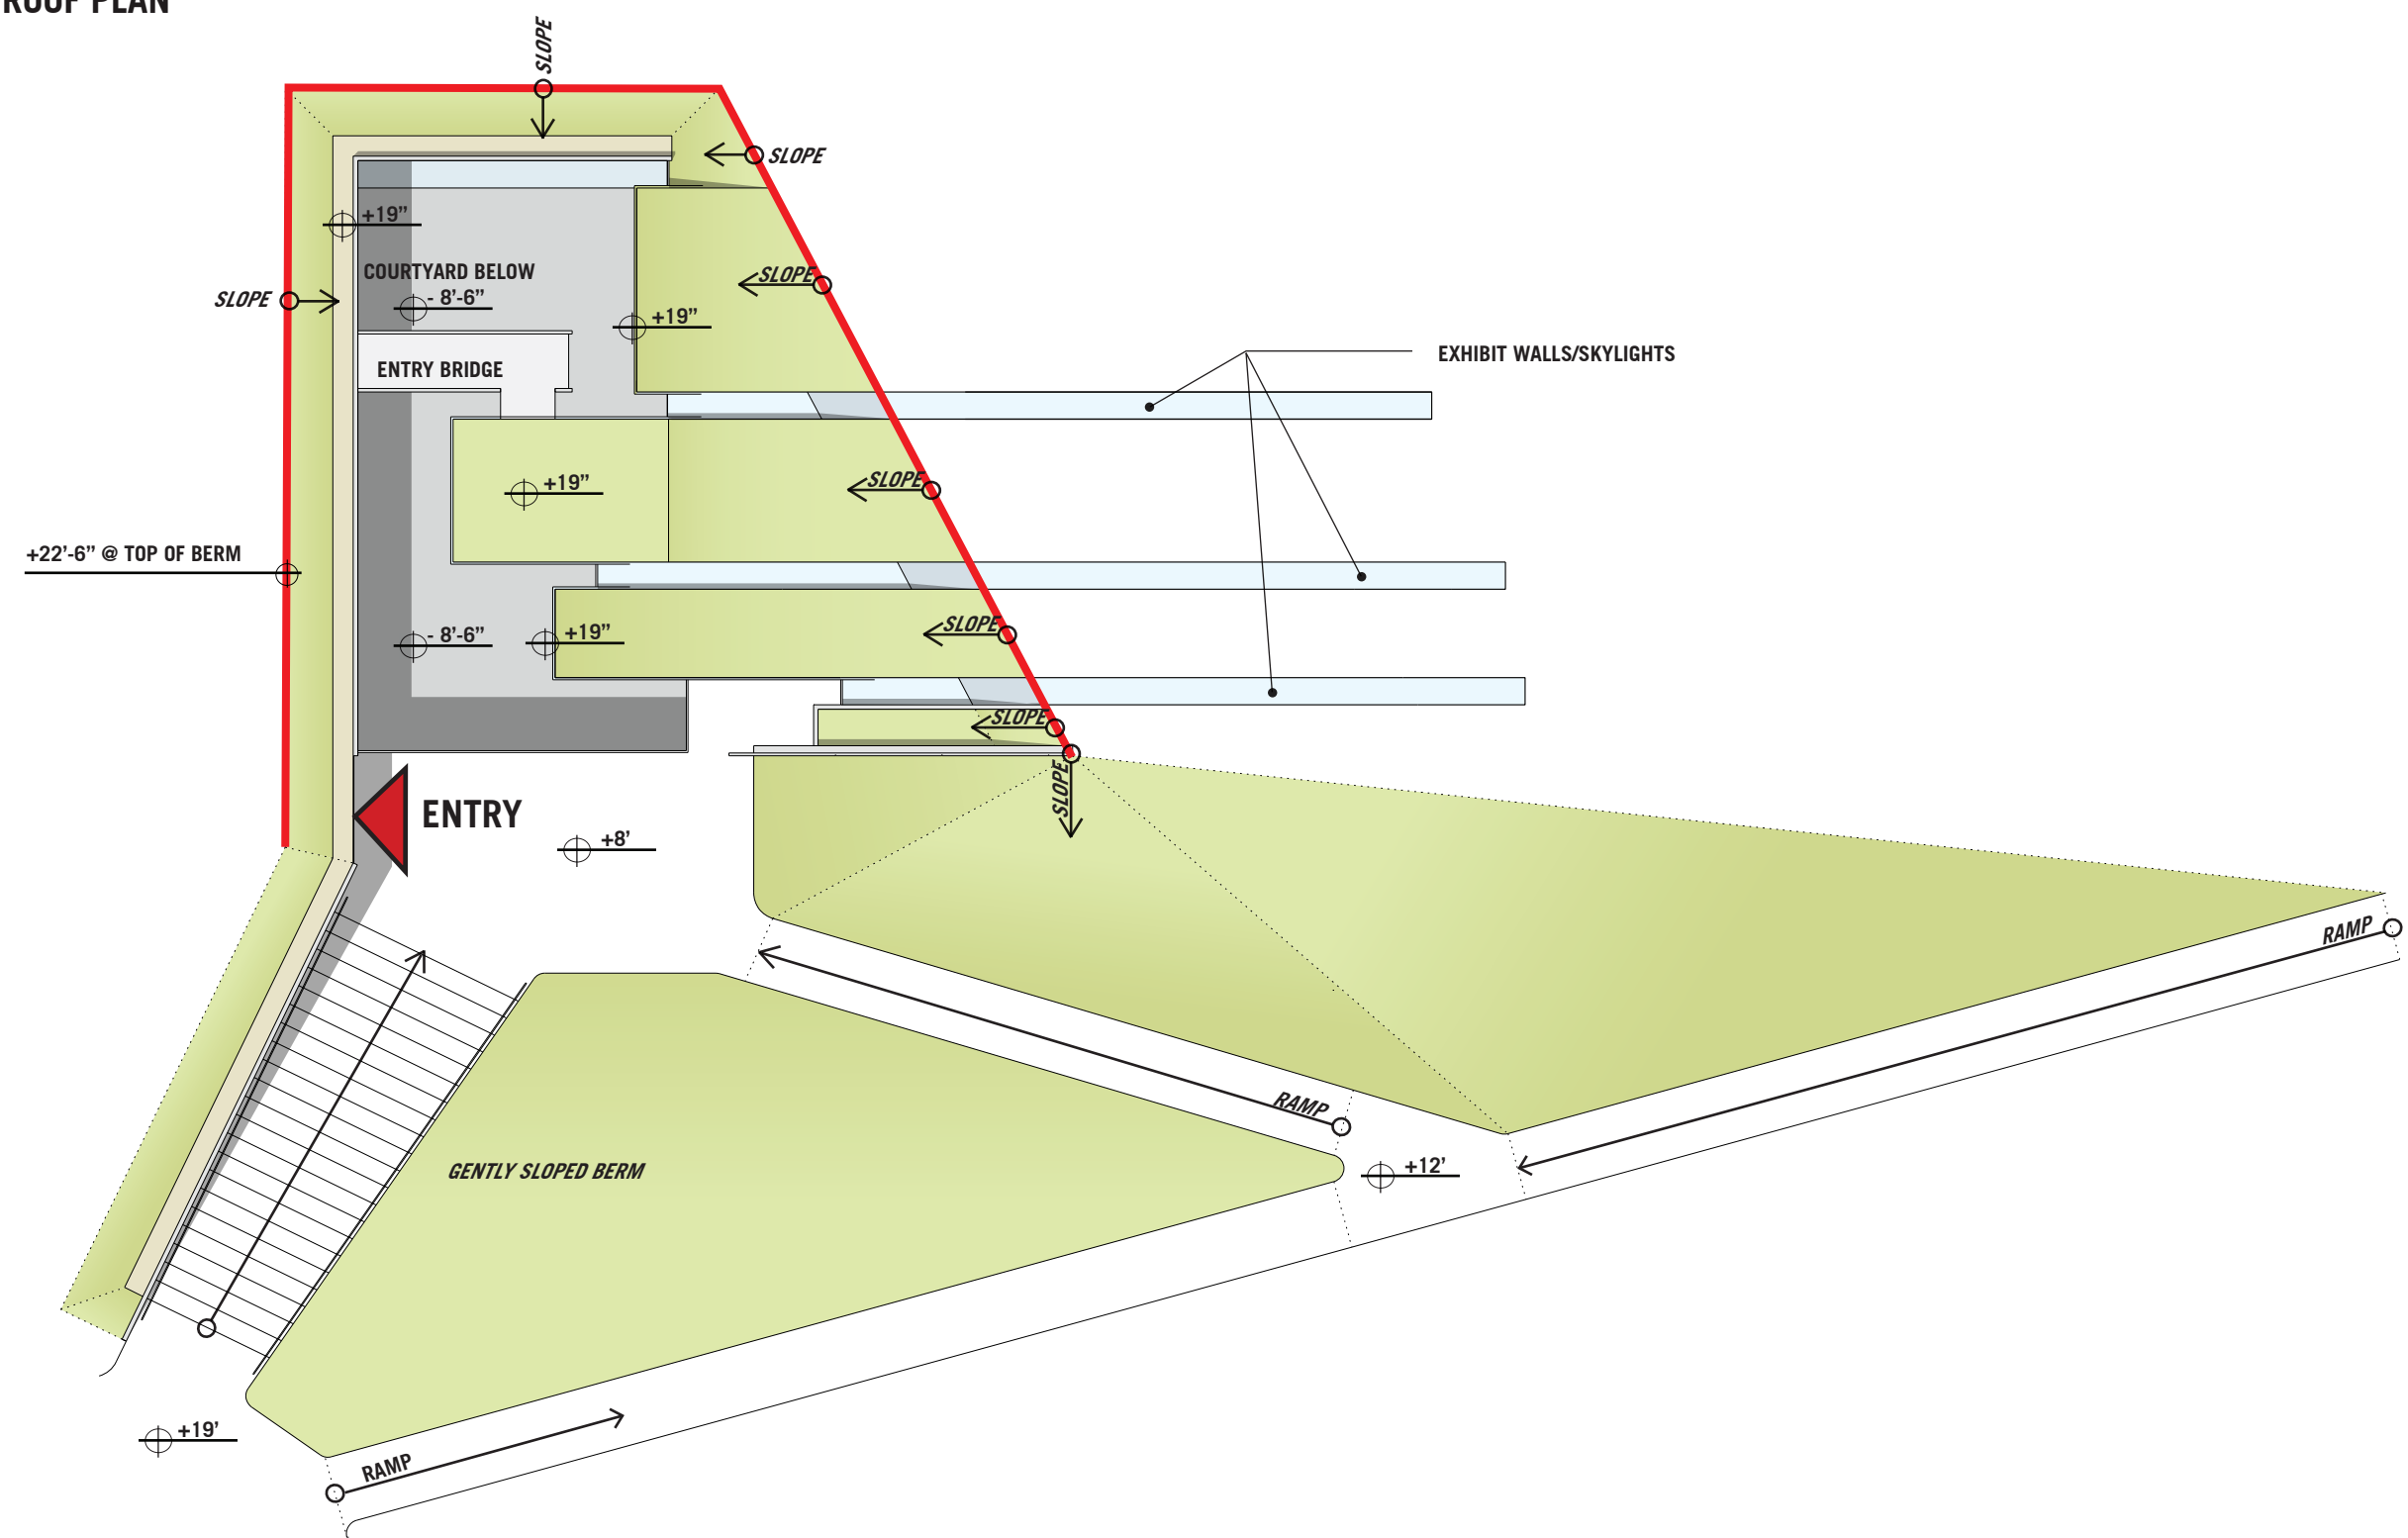 ROOF PLAN
SLOPE
SLOPE
+19”
COURTYARD BELOW
SLOPE
- 8’-6”
SLOPE
+19”
EXHIBIT WALLS/SKYLIGHTS
ENTRY BRIDGE
SLOPE
+19”
+22’-6” @ TOP OF BERM
SLOPE
- 8’-6”
+19”
SLOPE
SLOPE
ENTRY
+8’
RAMP
RAMP
GENTLY SLOPED BERM
+12’
+19’
RAMP